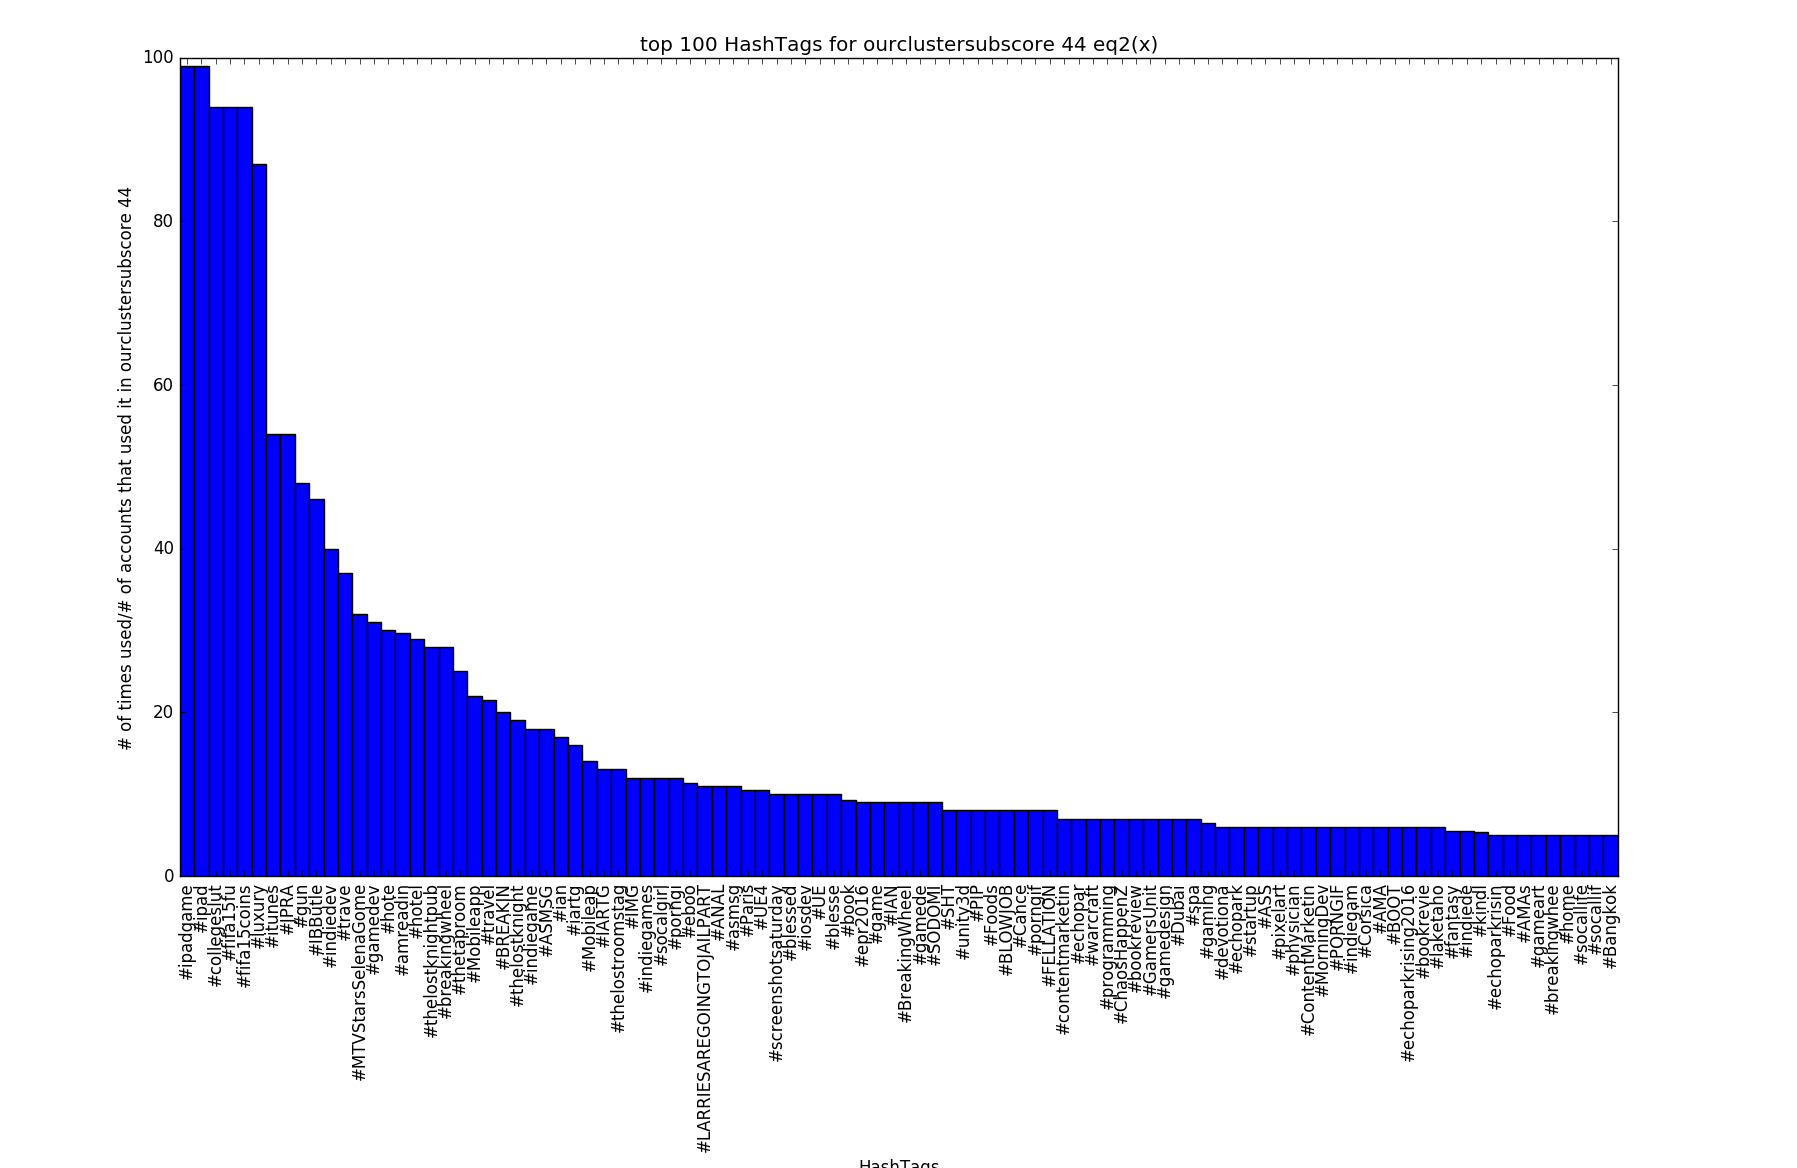 top 100 HashTags for ourclustersubscore 44 eq2(x)
# of times used/# of accounts that used it in ourclustersubscore 44
100
80
60
40
20
0
#ipadgame
#ipad
#collegeslut
#fifa15fu
#fifa15coins
#luxury
#itunes
#JPRA
#gun
#IBButle
#indiedev
#trave
#MTVStarsSelenaGome
#gamedev
#hote
#amreadin
#hotel
#thelostknightpub
#breakingwheel
#thetaproom
#Mobileapp
#travel
#BREAKIN
#thelostknight
#indiegame
#ASMSG
#ian
#iartg
#Mobileap
#IARTG
#thelostroomstag
#IMG
#indiegames
#socalgirl
#porngi
#eboo
#LARRIESAREGOINGTOJAILPART
#ANAL
#asmsg
#Paris
#UE4
#screenshotsaturday
#blessed
#iosdev
#UE
#blesse
#book
#epr2016
#game
#IAN
#BreakingWheel
#gamede
#SODOMI
#SHT
#unity3d
#PIP
#Foods
#BLOWJOB
#Cance
#porngif
#FELLATION
#contentmarketin
#echopar
#warcraft
#programming
#ChaosHappenZ
#bookreview
#GamersUnit
#gamedesign
#Dubai
#spa
#gaming
#devotiona
#echopark
#startup
#ASS
#pixelart
#physician
#ContentMarketin
#MorningDev
#PORNGIF
#indiegam
#Corsica
#AMA
#BOOT
#echoparkrising2016
#bookrevie
#laketaho
#fantasy
#indiede
#kindl
#echoparkrisin
#Food
#AMAs
#gameart
#breakingwhee
#home
#socallife
#socallif
#Bangkok
HashTags